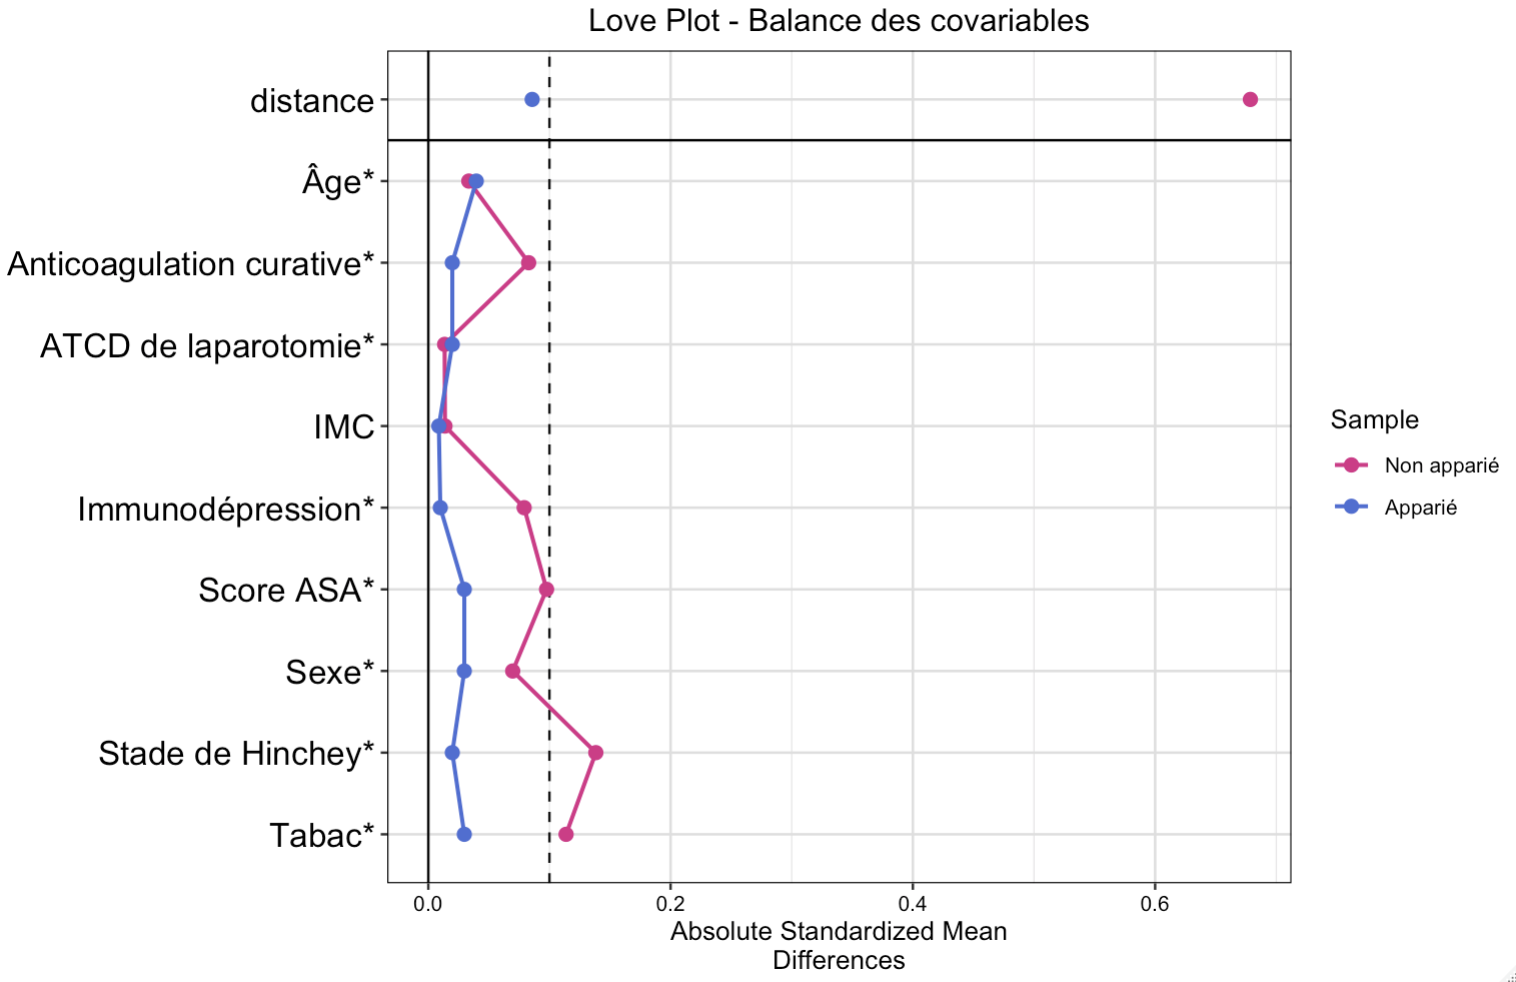 Love Plot - Balance des covariables
distance
Âge*
Anticoagulation curative*
ATCD de laparotomie*
IMC
Immunodépression*
Score ASA*
Sexe*
Stade de Hinchey*
Tabac*
0.0 0.2 0.4 0.6
Absolute Standardized Mean
Differences
Sample
Non apparié
Apparié